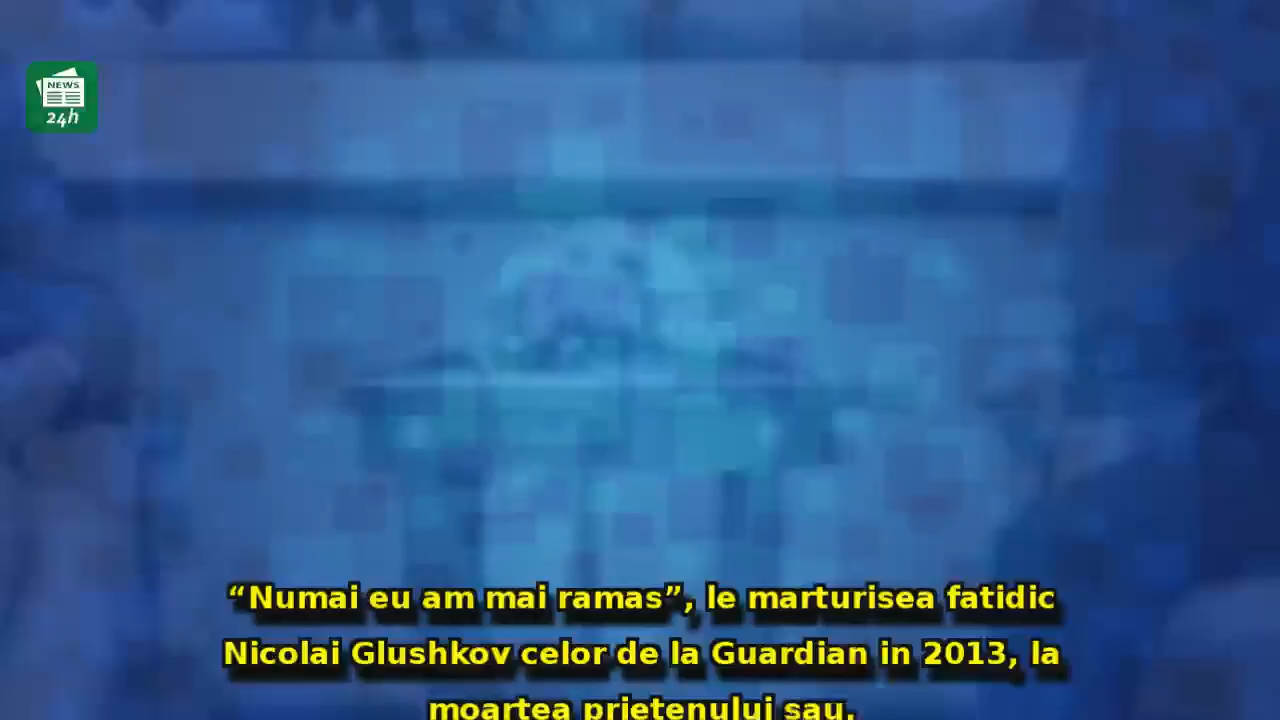 NEWS
24h
“Numai eu am mai ramas”, le marturisea fatidic
Nicolai Glushkov celor de la Guardian in 2013, la
moartea prietenului sau.